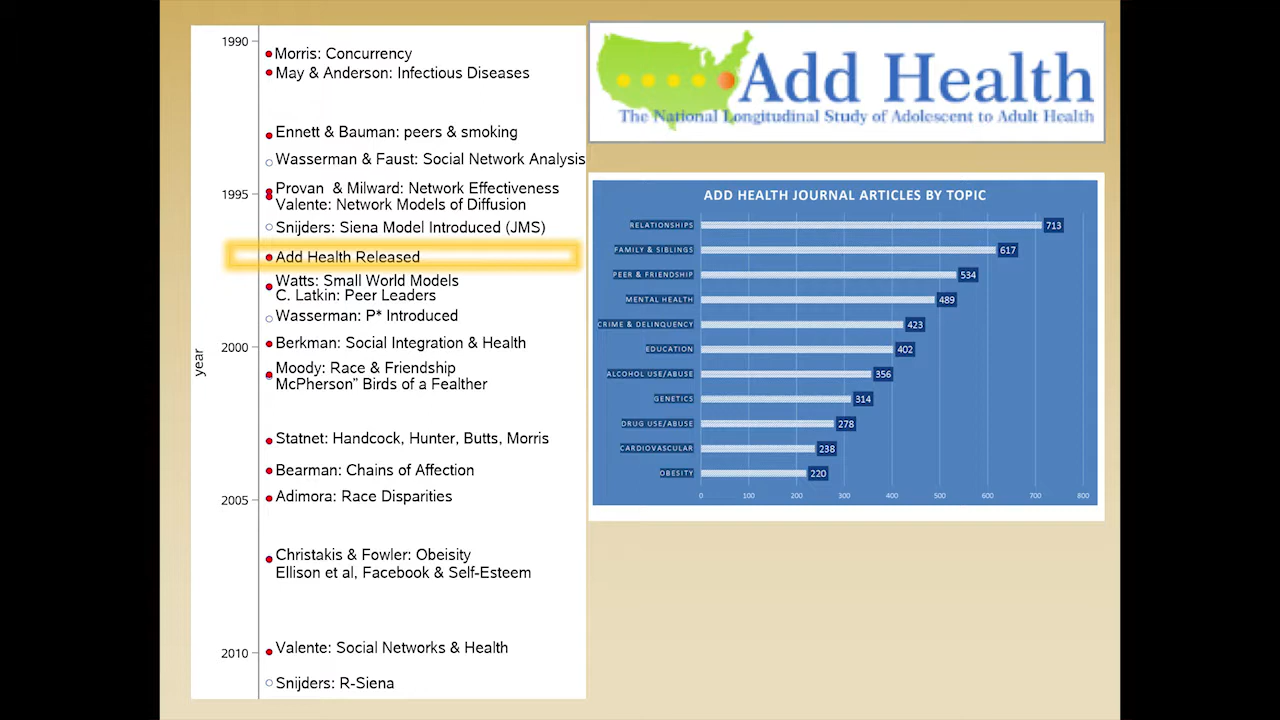 1990
Morris: Concurrency
May & Anderson: Infectious Diseases
Ennett & Bauman: peers & smoking
Wasserman & Faust: Social Network Analysis
1995
Provan & Milward: Network Effectiveness
Valente: Network Models of Diffusion
Snijders: Siena Model Introduced (JMS)
Add Health Released
Watts: Small World Models
C. Latkin: Peer Leaders
Wasserman: P* Introduced
year
2000
Berkman: Social Integration & Health
Moody: Race & Friendship
McPherson” Birds of a Fealther
Statnet: Handcock, Hunter, Butts, Morris
Bearman: Chains of Affection
2005
Adimora: Race Disparities
Christakis & Fowler: Obeisity
Ellison et al, Facebook & Self-Esteem
2010
Valente: Social Networks & Health
Snijders: R-Siena
Add Health
The National Longitudinal Study of Adolescent to Adult Health
ADD HEALTH JOURNAL ARTICLES BY TOPIC
RELATIONSHIPS 713
FAMILY & SIBLINGS 617
PEER & FRIENDSHIP 534
MENTAL HEALTH 489
CRIME & DELINQUENCY 423
EDUCATION 402
ALCOHOL USE/ABUSE 356
GENETICS 314
DRUG USE/ABUSE 278
CARDIOVASCULAR 238
OBESITY 220
0 100 200 300 400 500 600 700 800